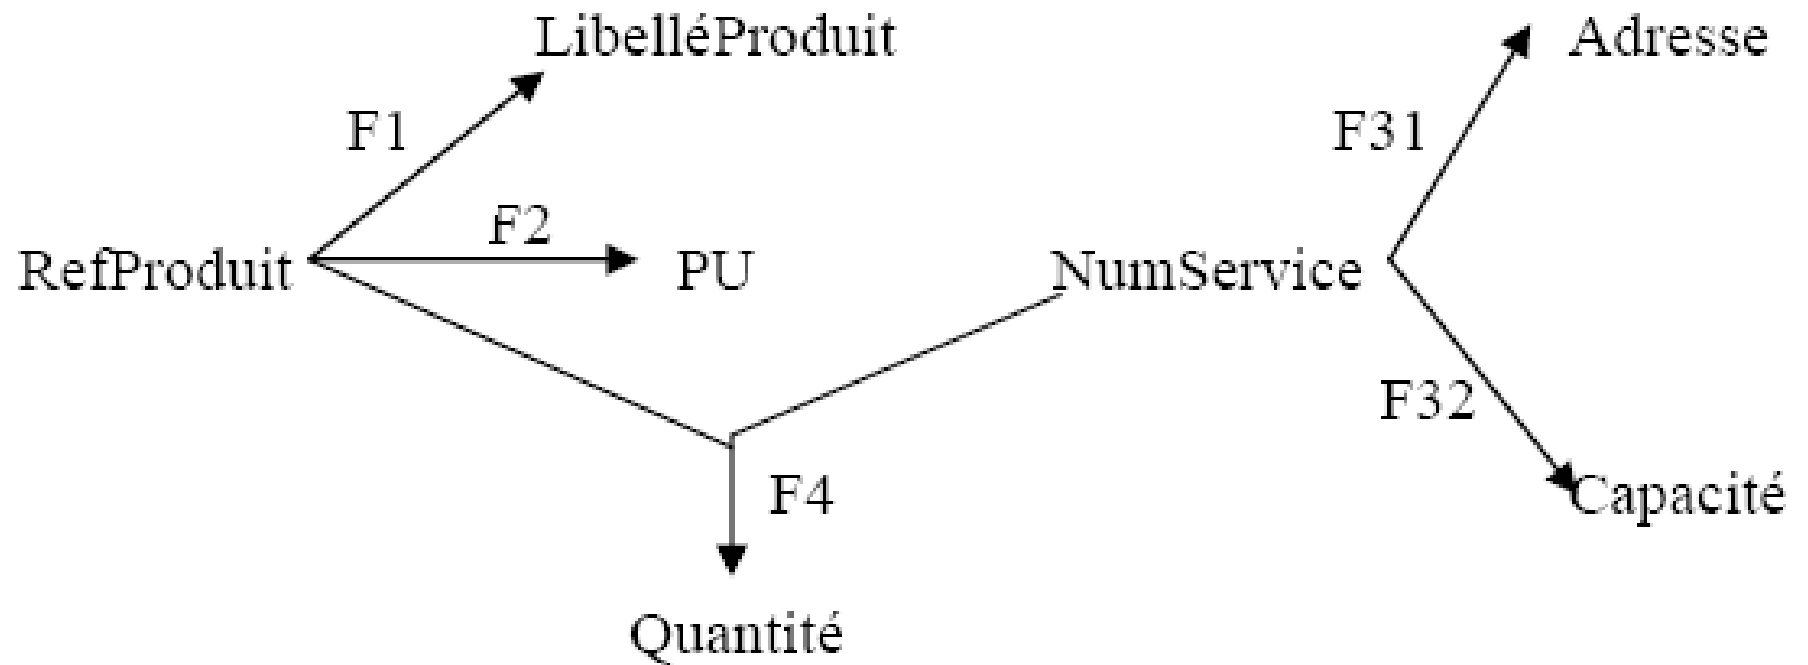 LibelléProduit
Adresse
F1
F31
F2
RefProduit
PU
NumService
F32
F4
Capacité
Quantité